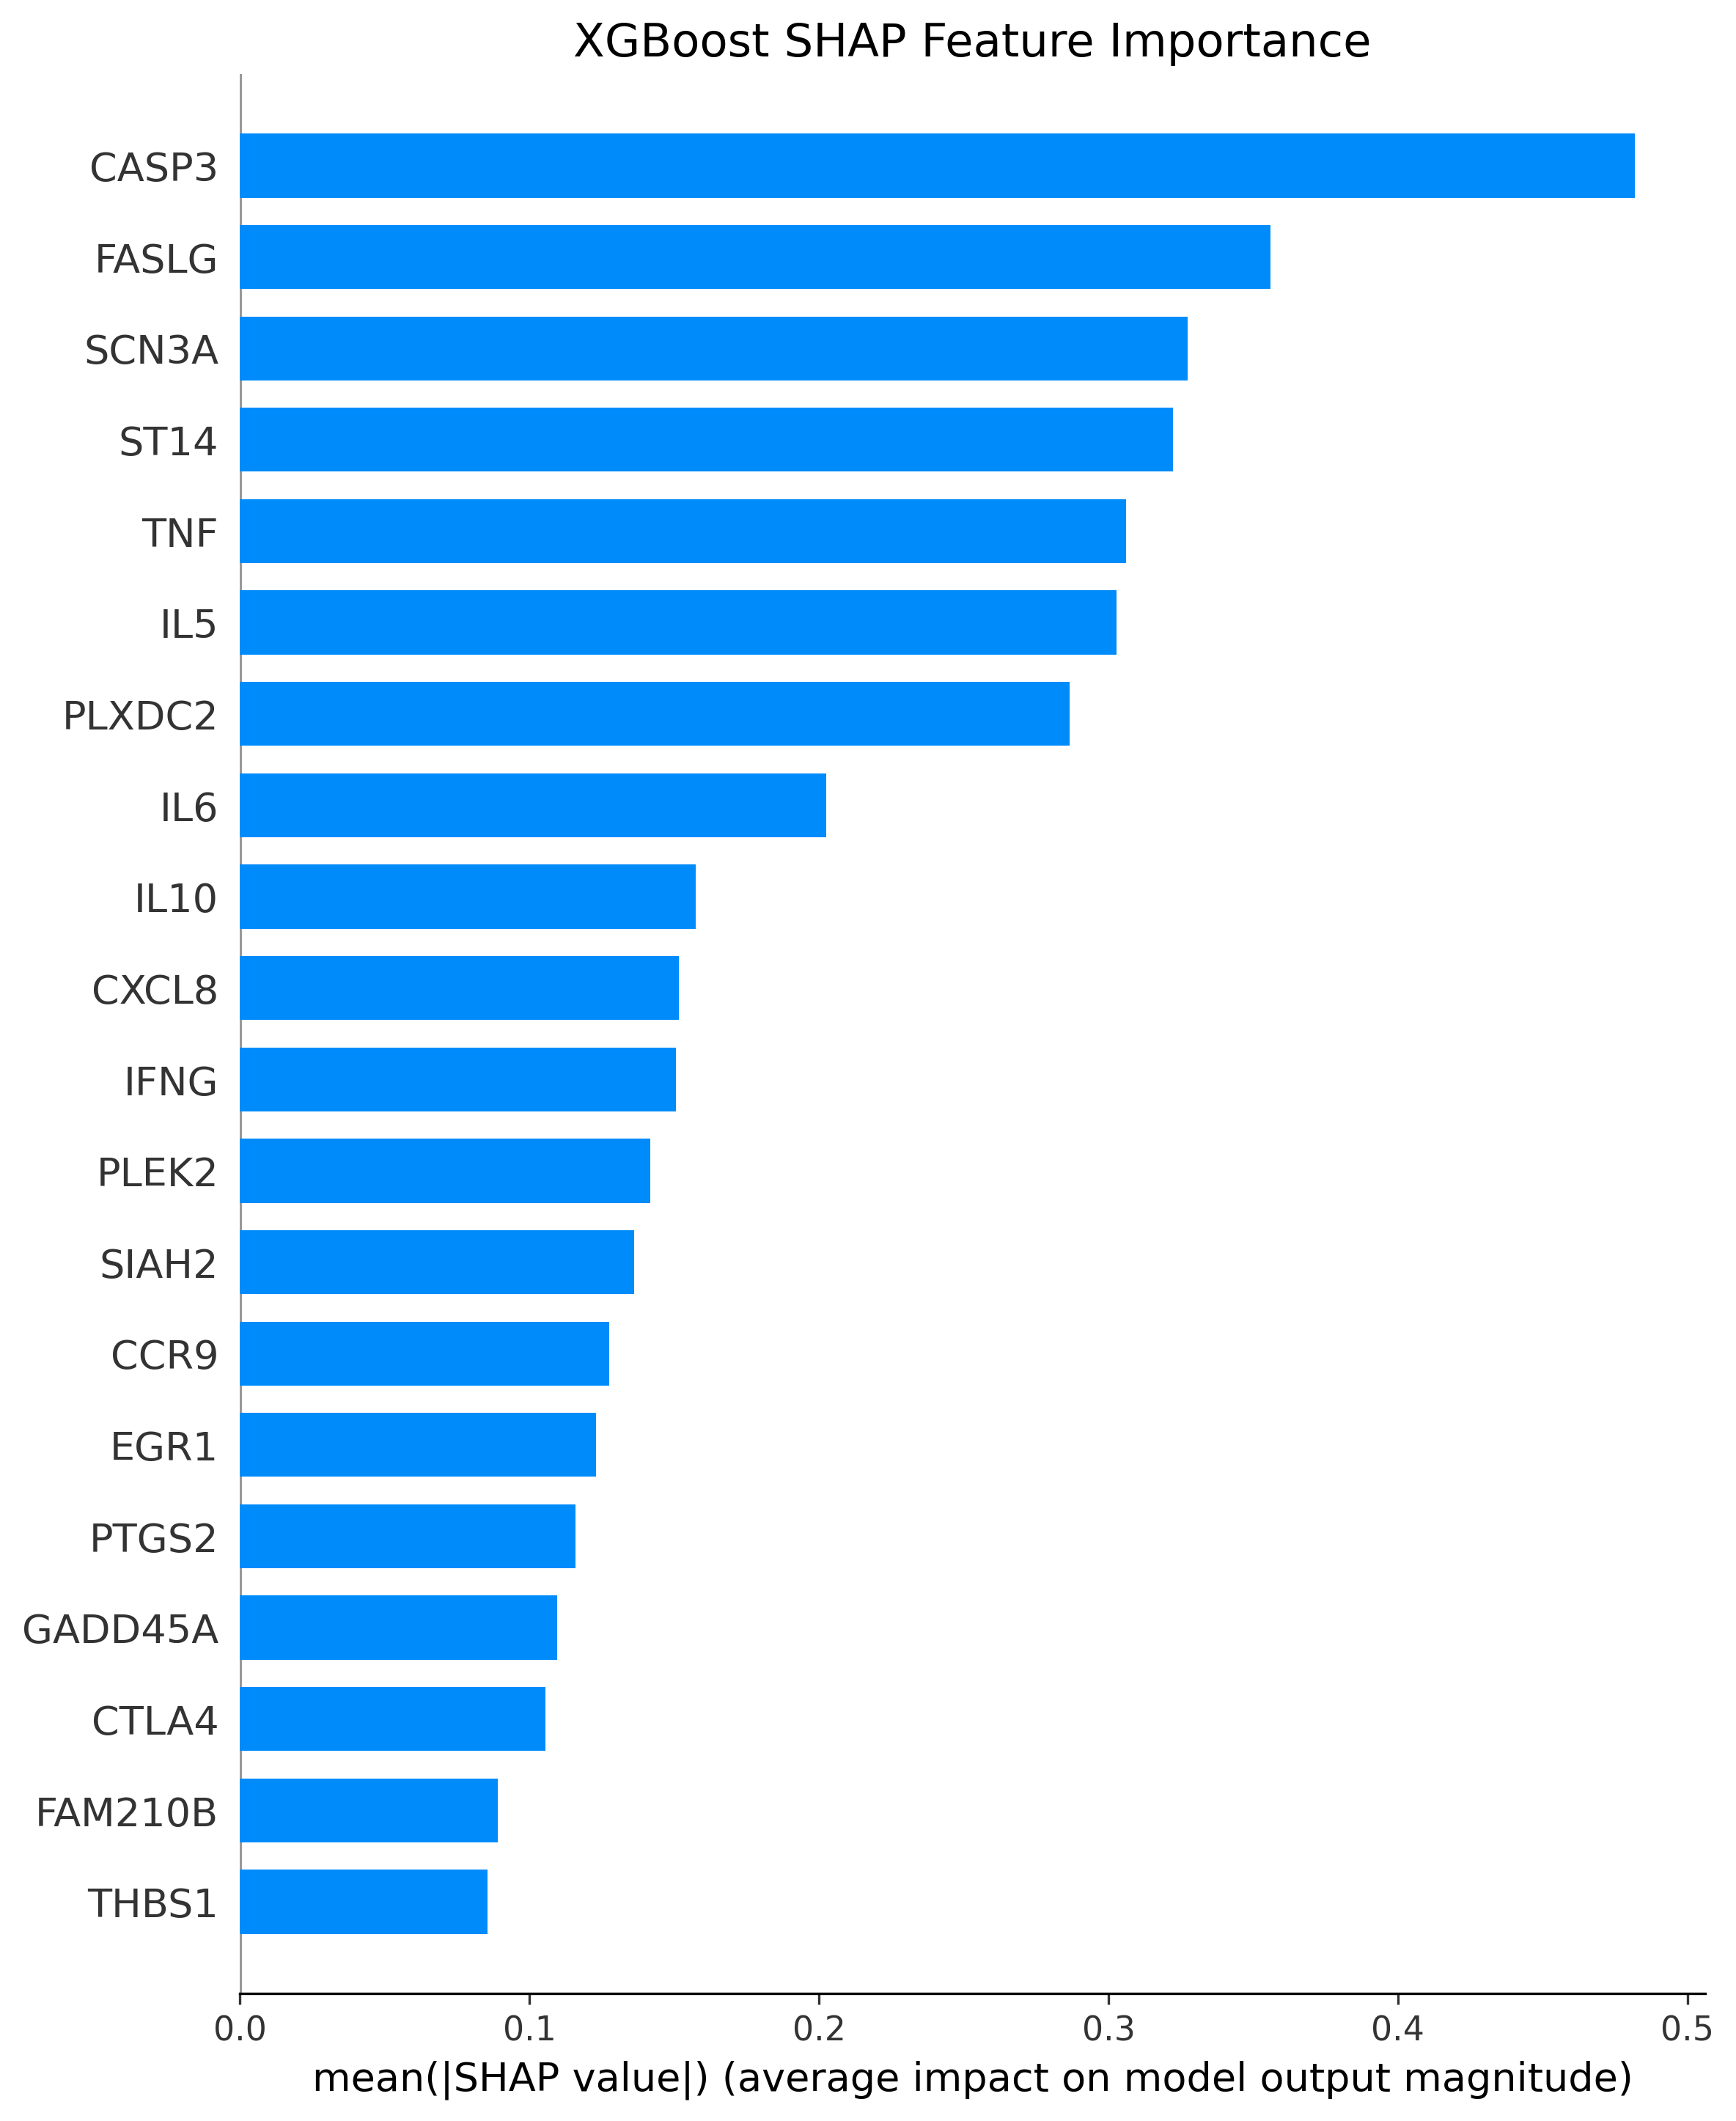 XGBoost SHAP Feature Importance
CASP3
FASLG
SCN3A
ST14
TNF
IL5
PLXDC2
IL6
IL10
CXCL8
IFNG
PLEK2
SIAH2
CCR9
EGR1
PTGS2
GADD45A
CTLA4
FAM210B
THBS1
0.0 0.1 0.2 0.3 0.4 0.5
mean(|SHAP value|) (average impact on model output magnitude)